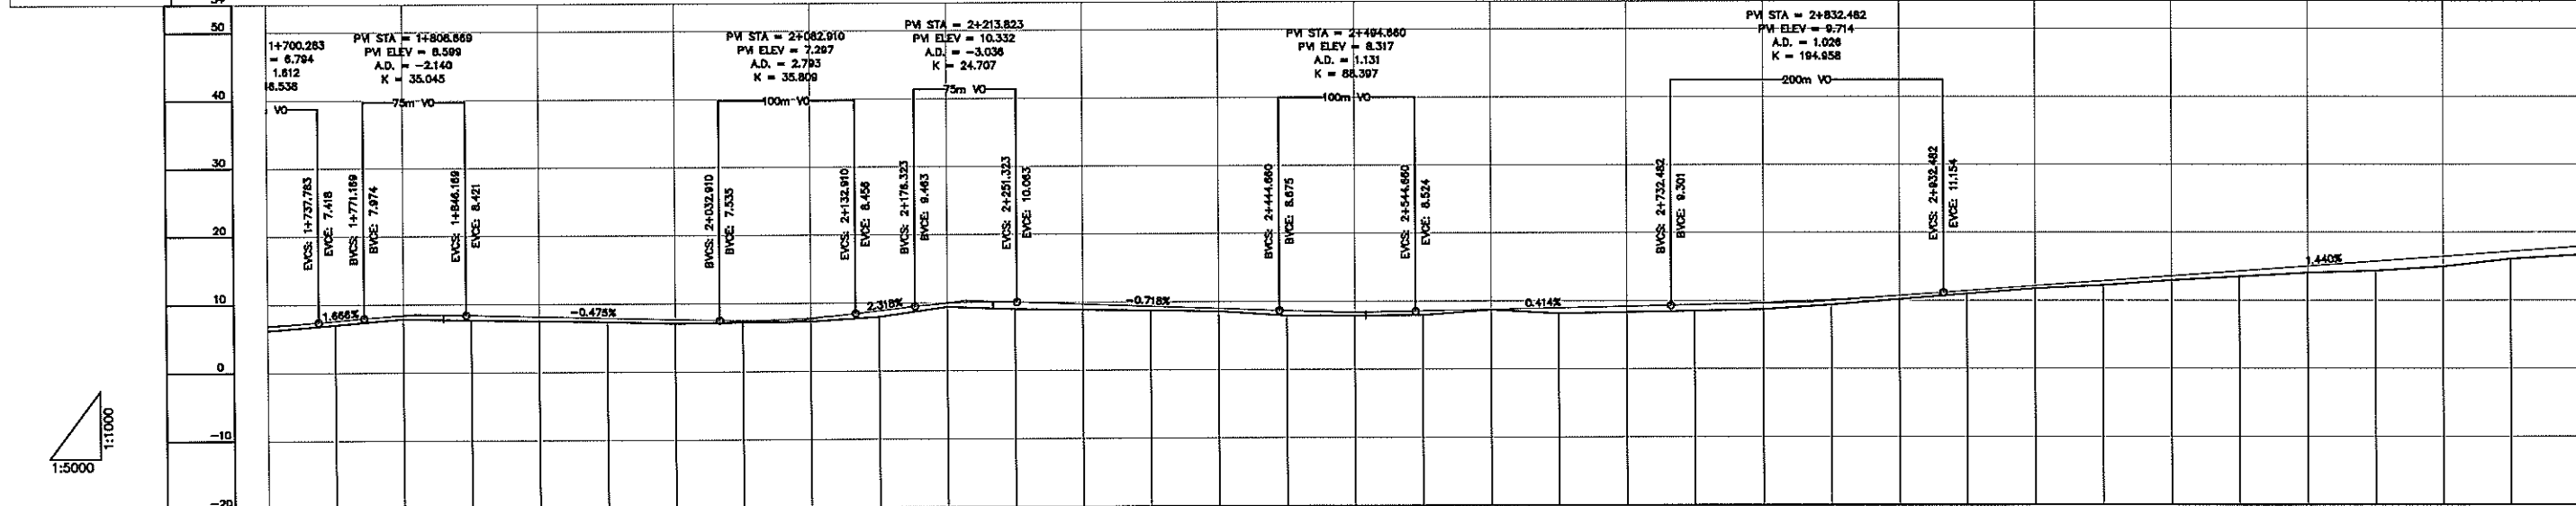 50
40
30
20
10
0
-10
-20
1:1000
1:5000
1+700.283
= 6.794
1.612
VO
EVCS: 1+737.783
EVCE: 7.418
1.666%
PVI STA = 1+808.669
PVI ELEV = 8.599
A.D. = -2.140
K = 35.045
75m VO
BVCS: 1+771.169
BVCE: 7.974
EVCS: 1+846.169
EVCE: 8.421
-0.475%
PVI STA = 2+082.910
PVI ELEV = 7.297
A.D. = 2.793
K = 35.809
100m VO
BVCS: 2+032.910
BVCE: 7.535
EVCS: 2+132.910
EVCE: 8.456
2.318%
PVI STA = 2+213.823
PVI ELEV = 10.332
A.D. = -3.036
K = 24.707
75m VO
BVCS: 2+176.323
BVCE: 9.463
EVCS: 2+251.323
EVCE: 10.063
-0.718%
PVI STA = 2+494.660
PVI ELEV = 8.317
A.D. = 1.131
K = 88.397
100m VO
BVCS: 2+444.660
BVCE: 8.675
EVCS: 2+544.660
EVCE: 8.524
0.414%
PVI STA = 2+832.482
PVI ELEV = 9.714
A.D. = 1.026
K = 194.958
200m VO
BVCS: 2+732.482
BVCE: 9.301
EVCS: 2+932.482
EVCE: 11.154
1.440%